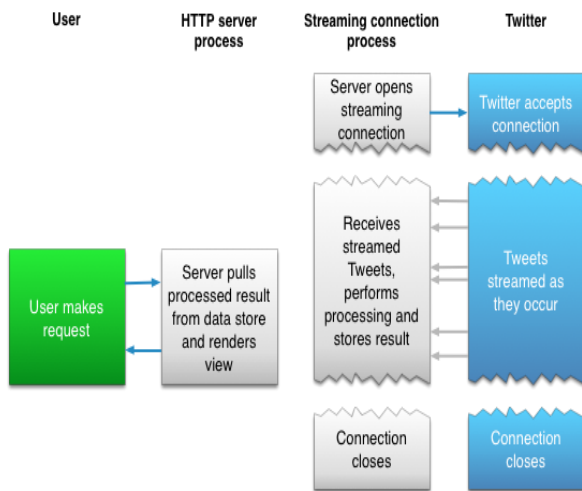 User
HTTP server
process
Streaming connection
process
Twitter
Server opens
streaming
connection
Twitter accepts
connection
User makes
request
Server pulls
processed result
from data store
and renders
view
Receives
streamed
Tweets,
performs
processing and
stores result
Tweets
streamed as
they occur
Connection
closes
Connection
closes